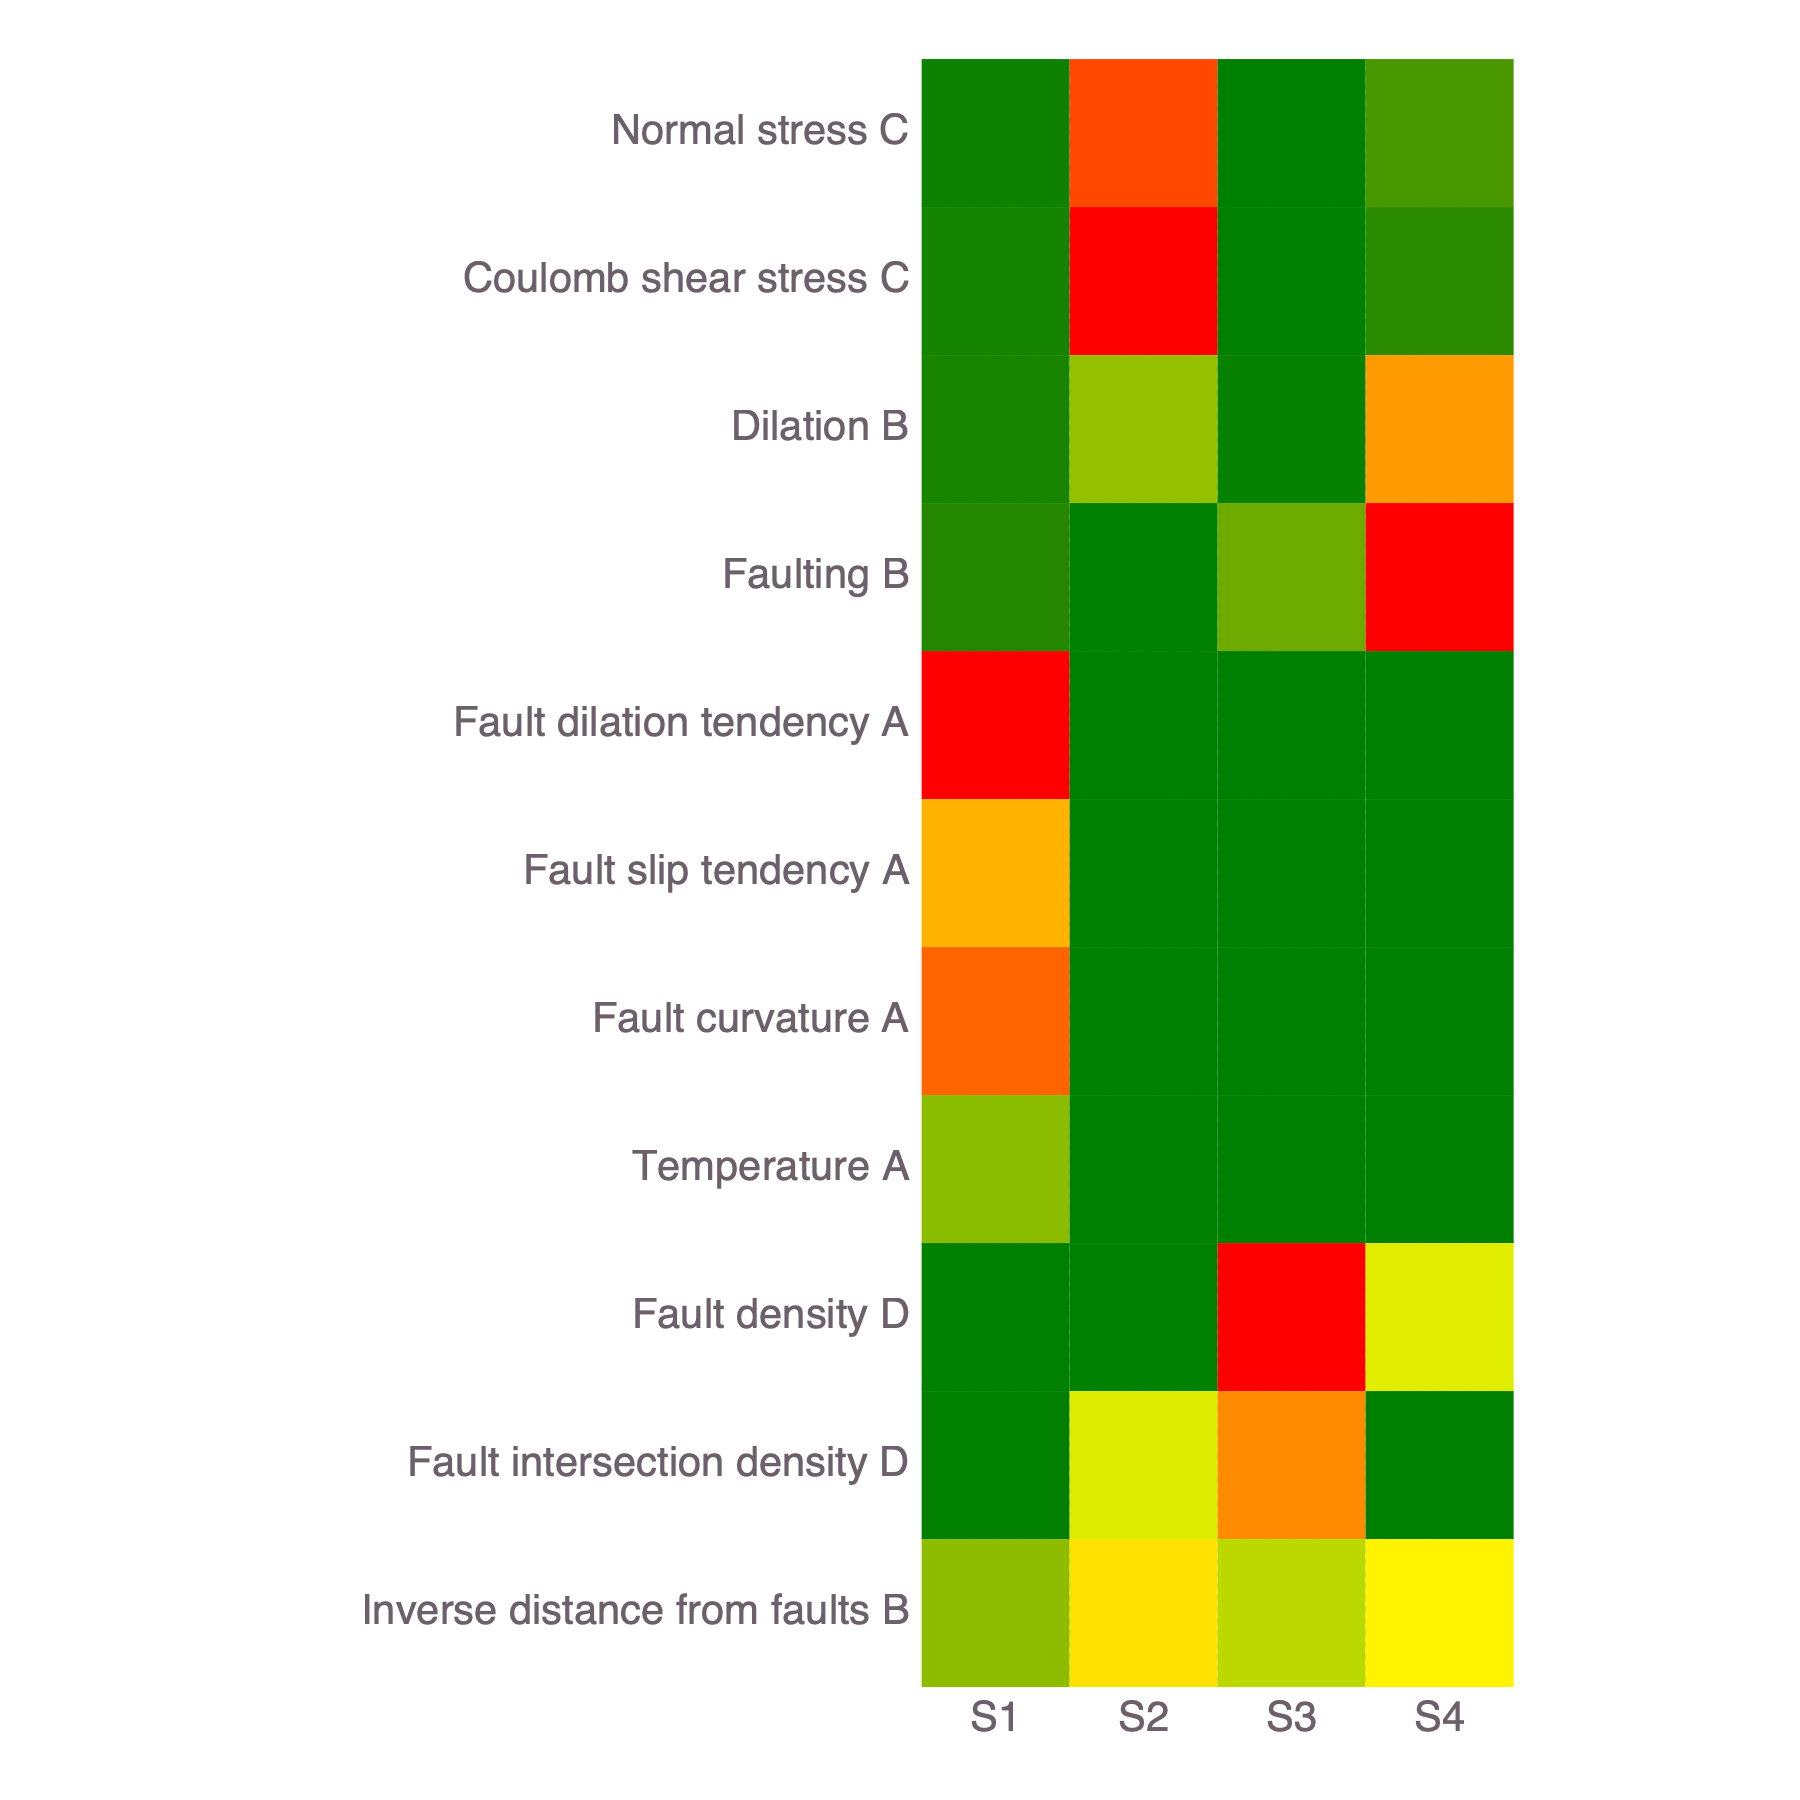 Normal stress C
Coulomb shear stress C
Dilation B
Faulting B
Fault dilation tendency A
Fault slip tendency A
Fault curvature A
Temperature A
Fault density D
Fault intersection density D
Inverse distance from faults B
S1 S2 S3 S4